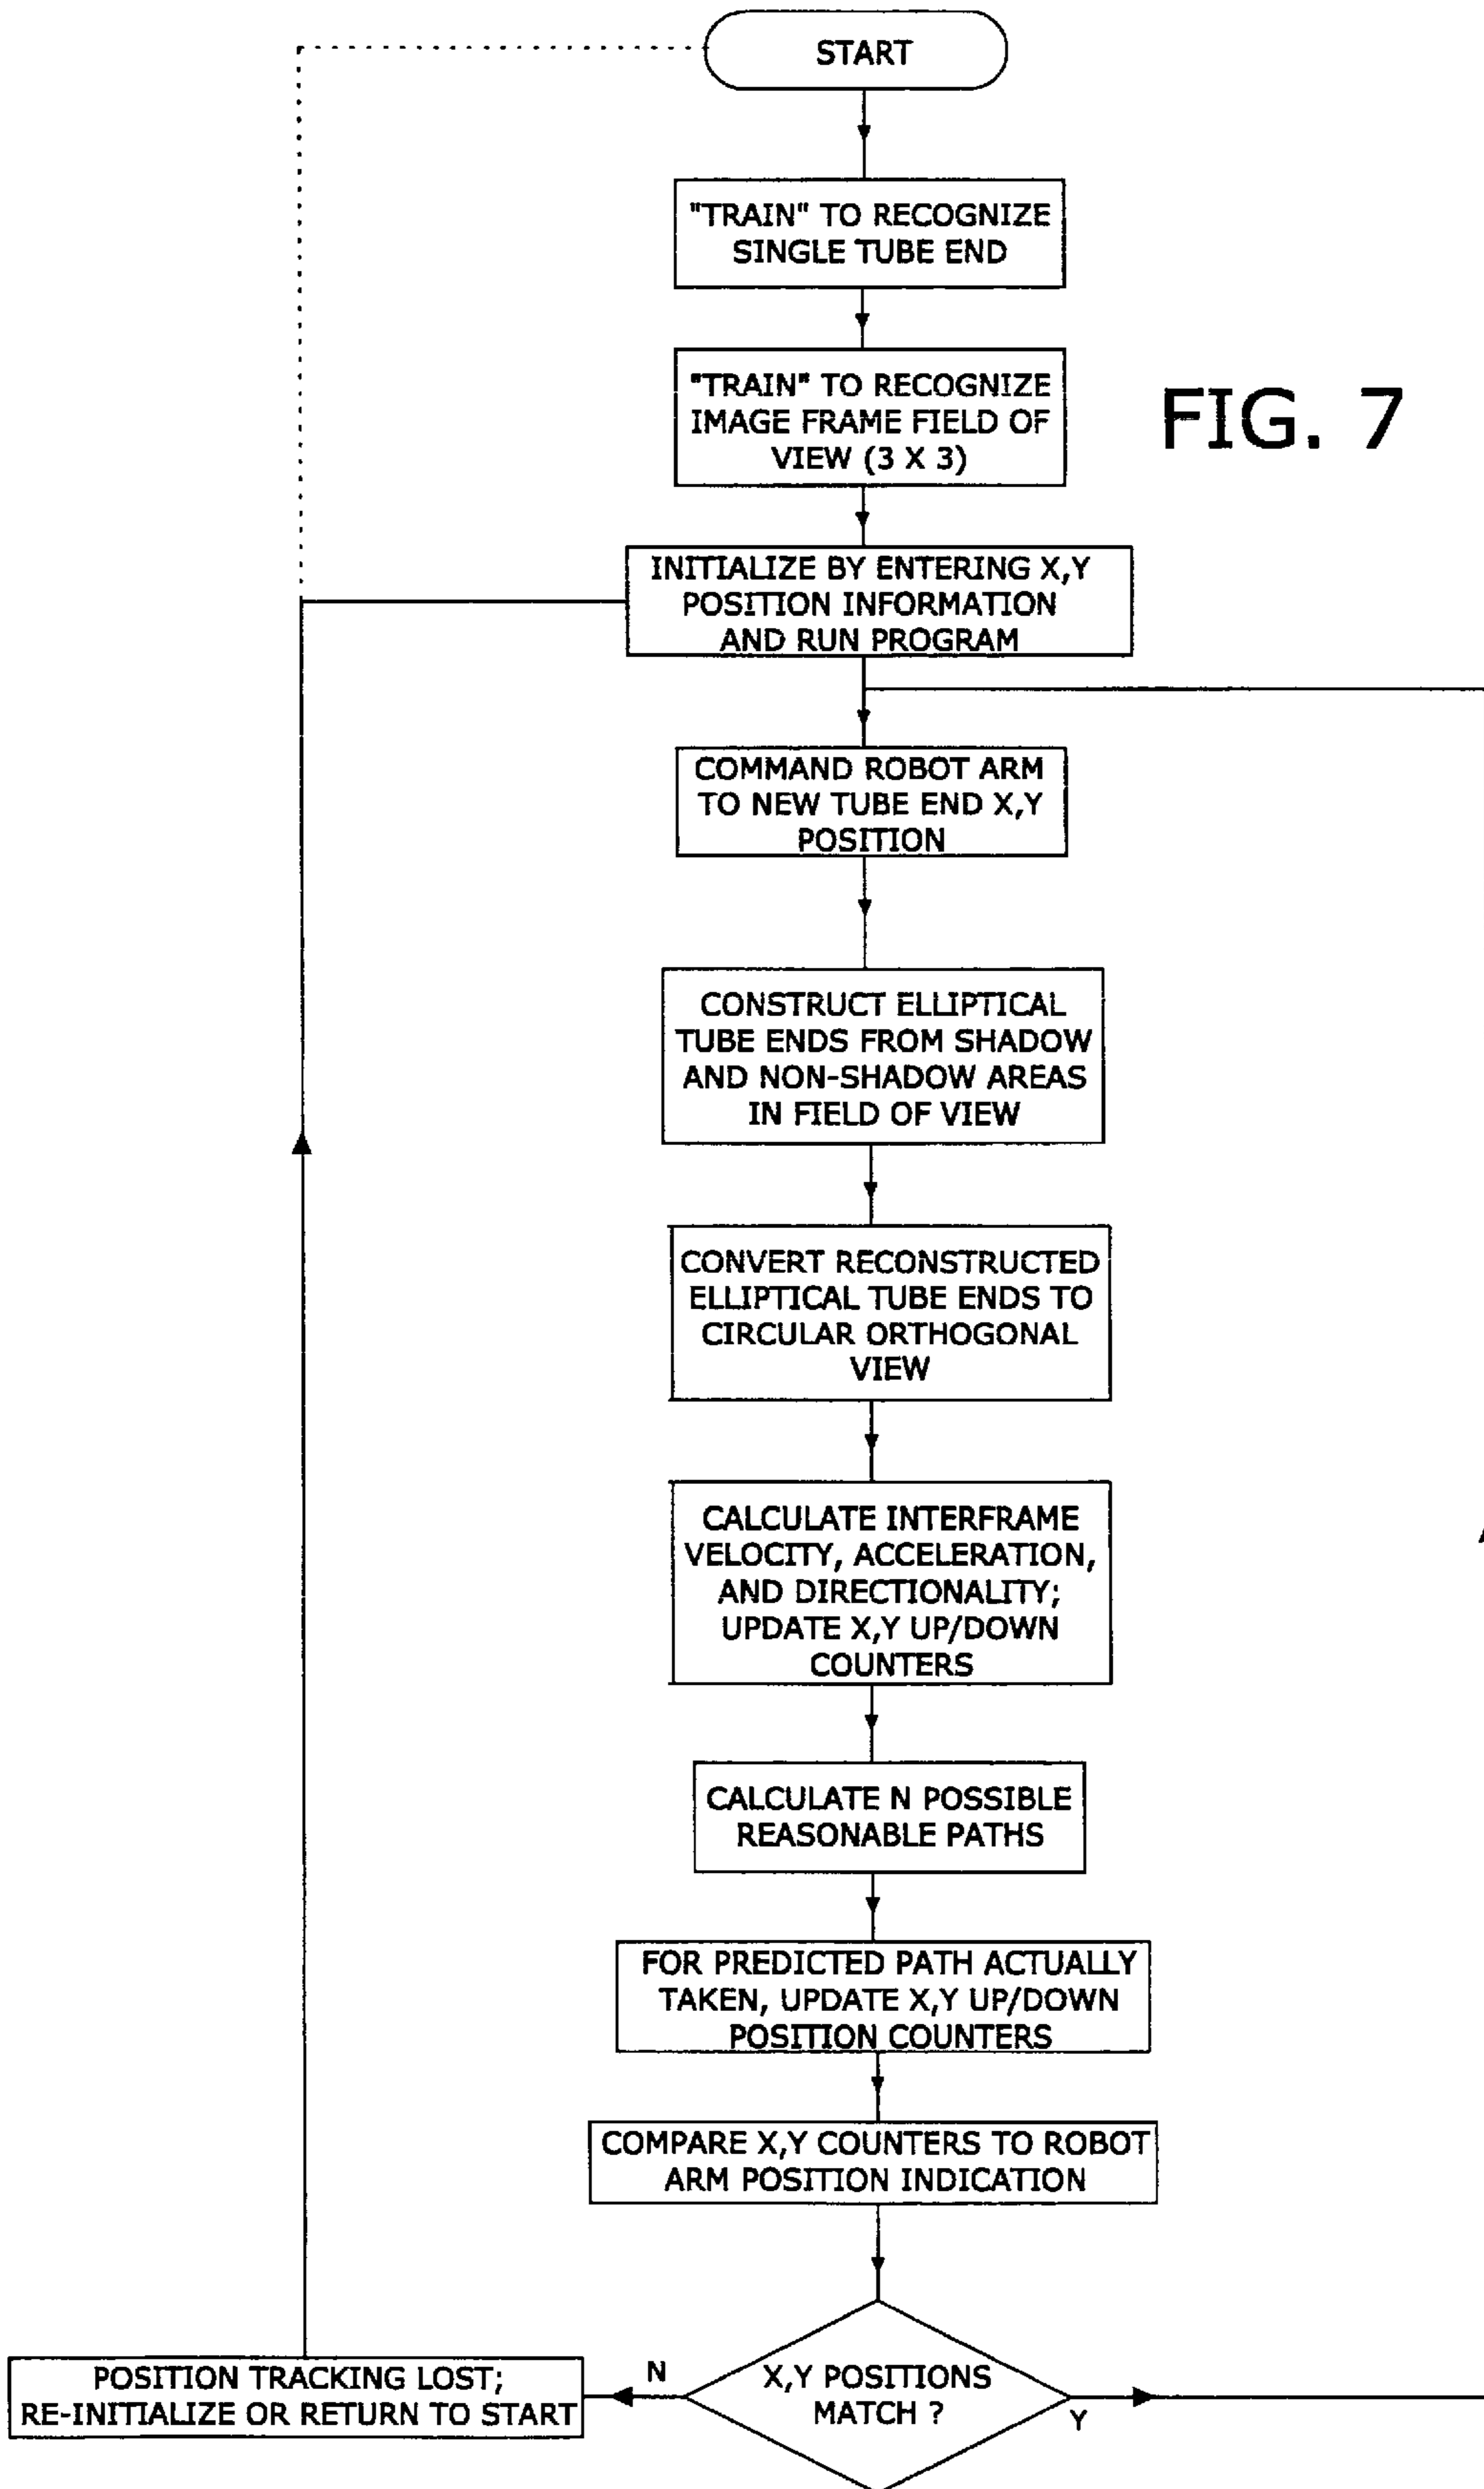 START
"TRAIN" TO RECOGNIZE
SINGLE TUBE END
"TRAIN" TO RECOGNIZE
IMAGE FRAME FIELD OF
VIEW (3 X 3)
FIG. 7
INITIALIZE BY ENTERING X,Y
POSITION INFORMATION
AND RUN PROGRAM
COMMAND ROBOT ARM
TO NEW TUBE END X,Y
POSITION
CONSTRUCT ELLIPTICAL
TUBE ENDS FROM SHADOW
AND NON-SHADOW AREAS
IN FIELD OF VIEW
CONVERT RECONSTRUCTED
ELLIPTICAL TUBE ENDS TO
CIRCULAR ORTHOGONAL
VIEW
CALCULATE INTERFRAME
VELOCITY, ACCELERATION,
AND DIRECTIONALITY;
UPDATE X,Y UP/DOWN
COUNTERS
CALCULATE N POSSIBLE
REASONABLE PATHS
FOR PREDICTED PATH ACTUALLY
TAKEN, UPDATE X,Y UP/DOWN
POSITION COUNTERS
COMPARE X,Y COUNTERS TO ROBOT
ARM POSITION INDICATION
X,Y POSITIONS
MATCH ?
N
Y
POSITION TRACKING LOST;
RE-INITIALIZE OR RETURN TO START